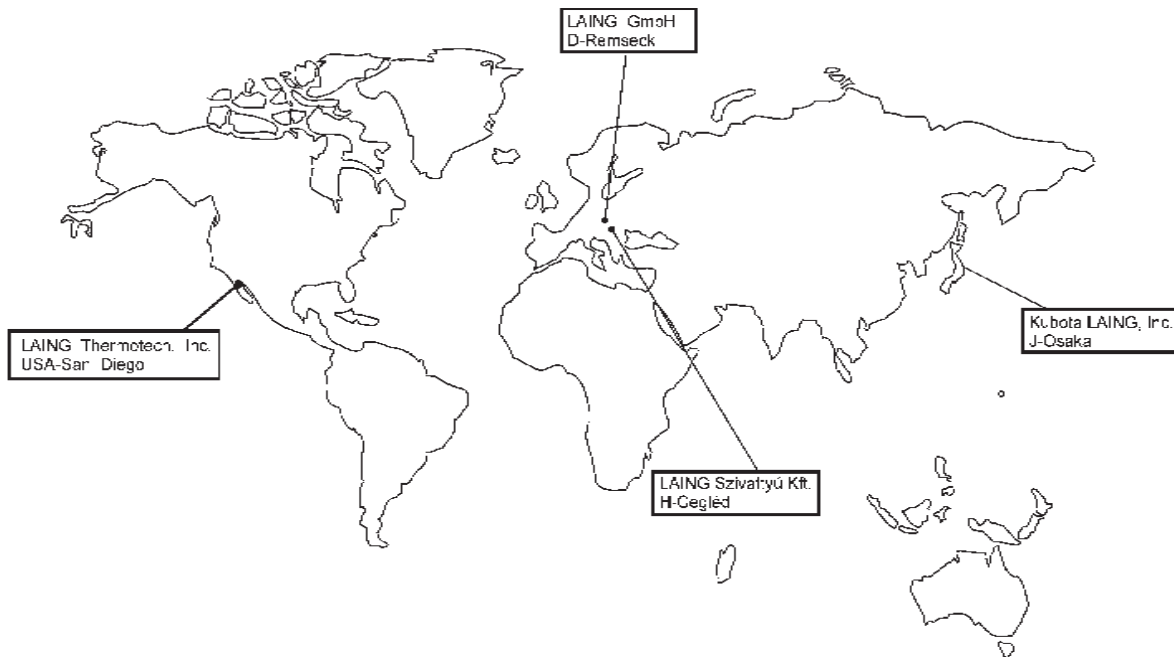 LAING GmbH
D-Remseck
LAING Thermotech. Inc.
USA-San Diego
Kubota LAING, Inc.
J-Osaka
LAING Szivattyú Kft.
H-Cegléd